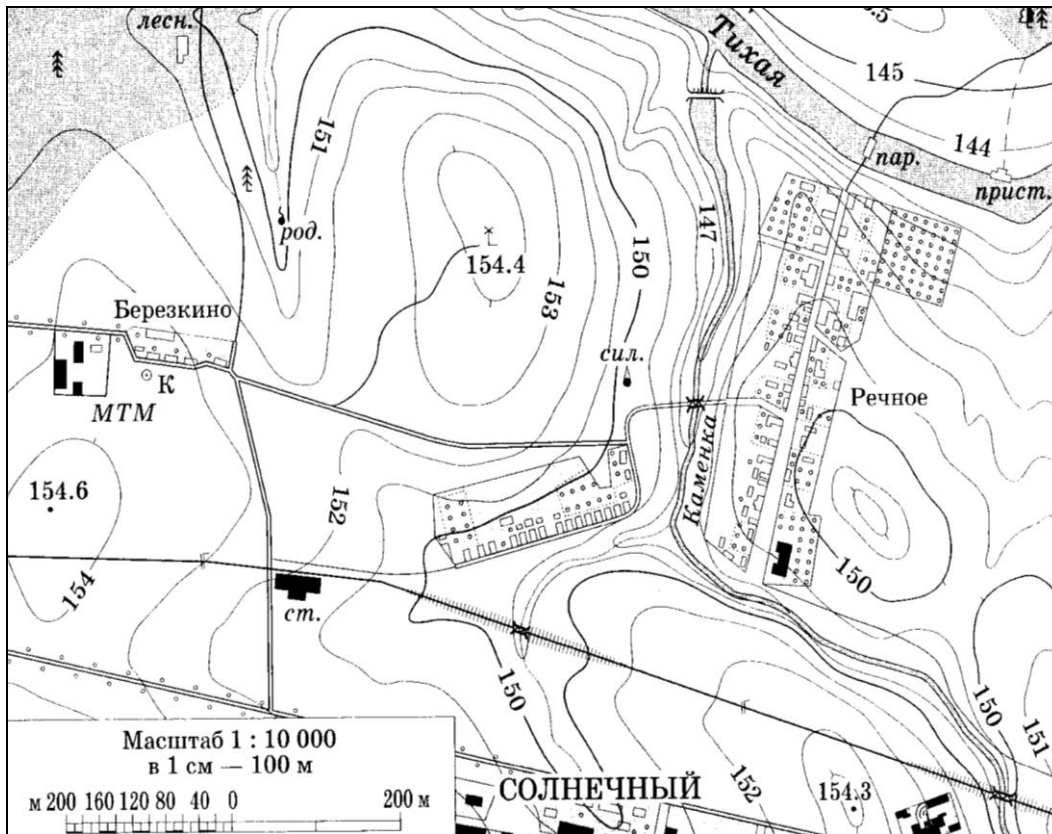 лесн.
Тихая
145
144
пар.
прист.
151
род.
154.4
150
147
153
Березкино
К
МТМ
сил.
Речное
Каменка
154.6
152
154
ст.
150
150
150
151
152
154.3
СОЛНЕЧНЫЙ
Масштаб 1 : 10 000
в 1 см — 100 м
м 200 160 120 80 40 0 200 м